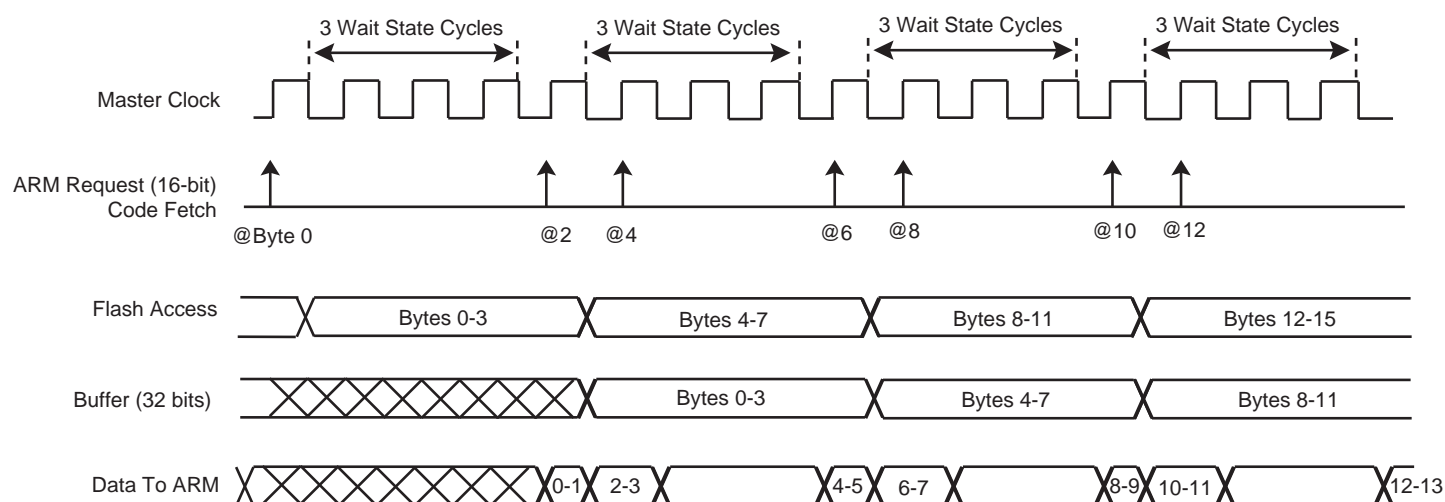 3 Wait State Cycles 3 Wait State Cycles 3 Wait State Cycles 3 Wait State Cycles
Master Clock
ARM Request (16-bit)
Code Fetch
@Byte 0 @2 @4 @6 @8 @10 @12
Flash Access Bytes 0-3 Bytes 4-7 Bytes 8-11 Bytes 12-15
Buffer (32 bits) Bytes 0-3 Bytes 4-7 Bytes 8-11
Data To ARM 0-1 2-3 4-5 6-7 8-9 10-11 12-13